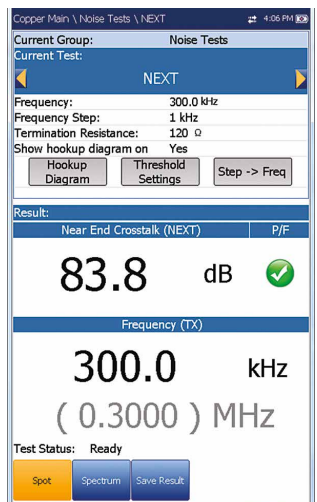 Copper Main \ Noise Tests \ NEXT 4:06 PM
Current Group: Noise Tests
Current Test:
NEXT
Frequency: 300.0 kHz
Frequency Step: 1 kHz
Termination Resistance: 120 Ω
Show hookup diagram on Yes
Hookup Diagram Threshold Settings Step -> Freq
Result:
Near End Crosstalk (NEXT) P/F
83.8 dB
Frequency (TX)
300.0 kHz
( 0.3000 ) MHz
Test Status: Ready
Spot Spectrum Save Result